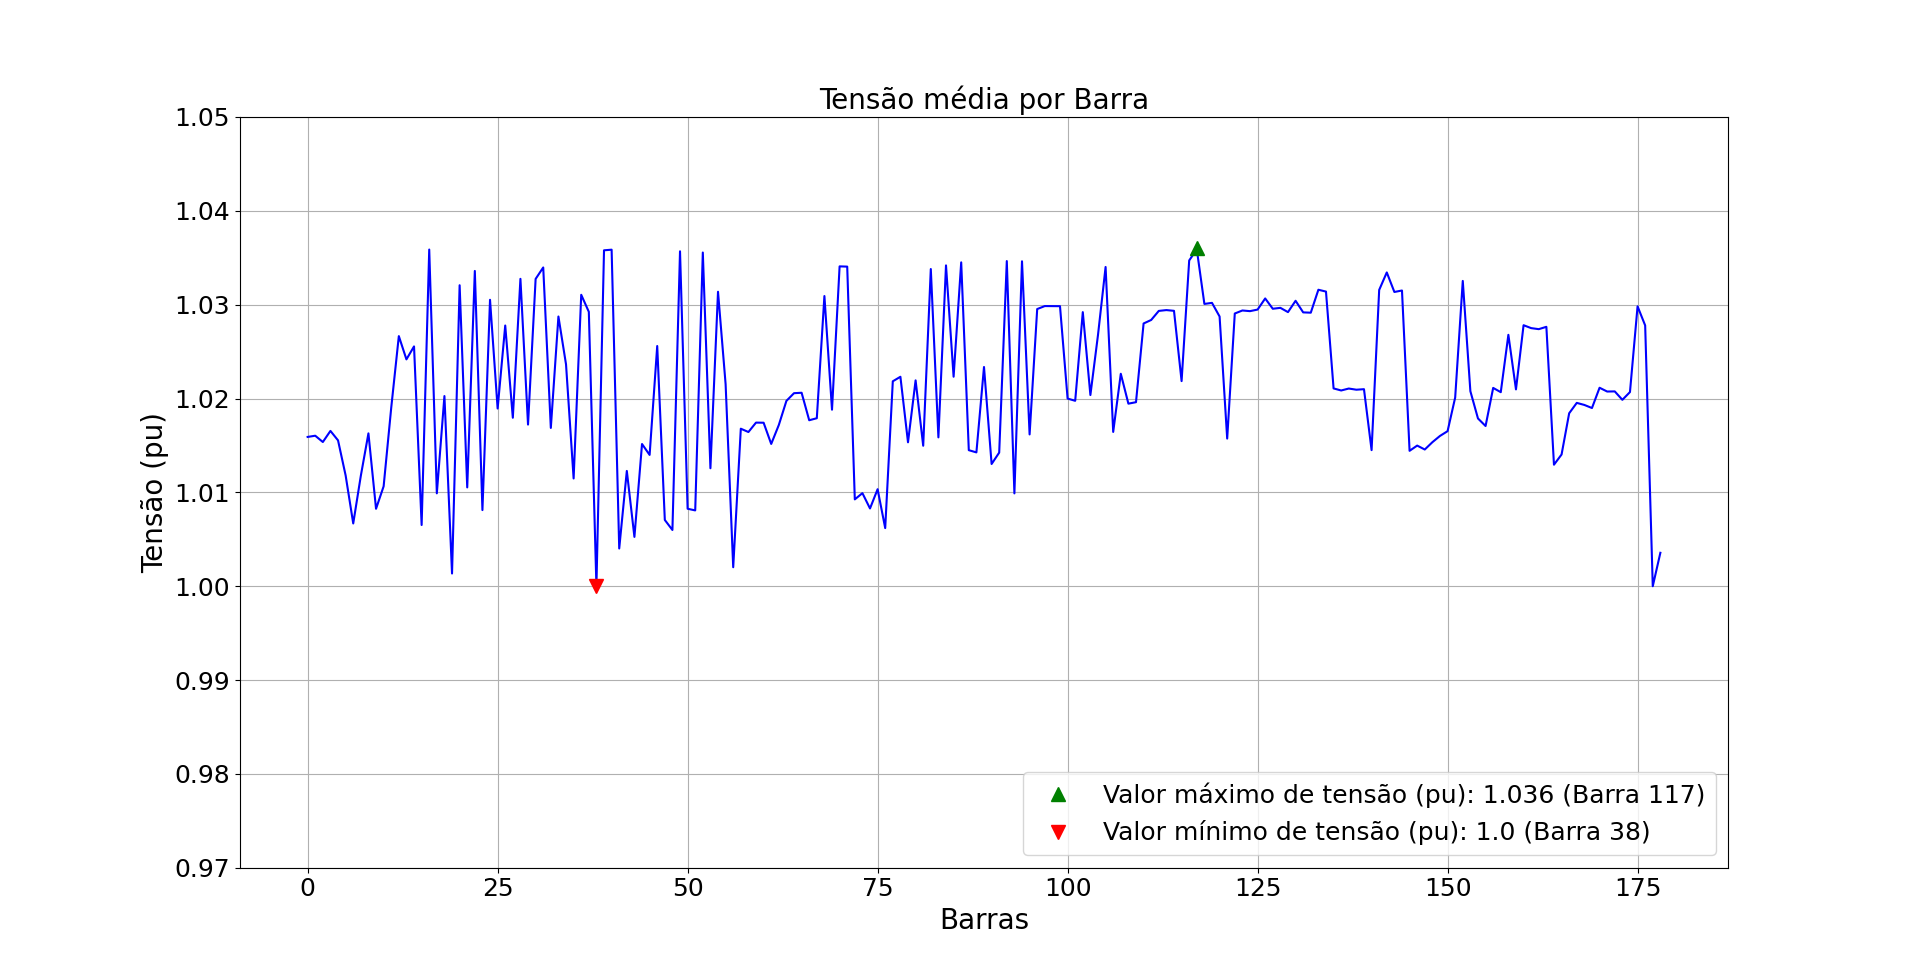 Tensão média por Barra
1.05
1.04
1.03
1.02
1.01
1.00
0.99
0.98
0.97
Tensão (pu)
Valor máximo de tensão (pu): 1.036 (Barra 117)
Valor mínimo de tensão (pu): 1.0 (Barra 38)
0 25 50 75 100 125 150 175
Barras